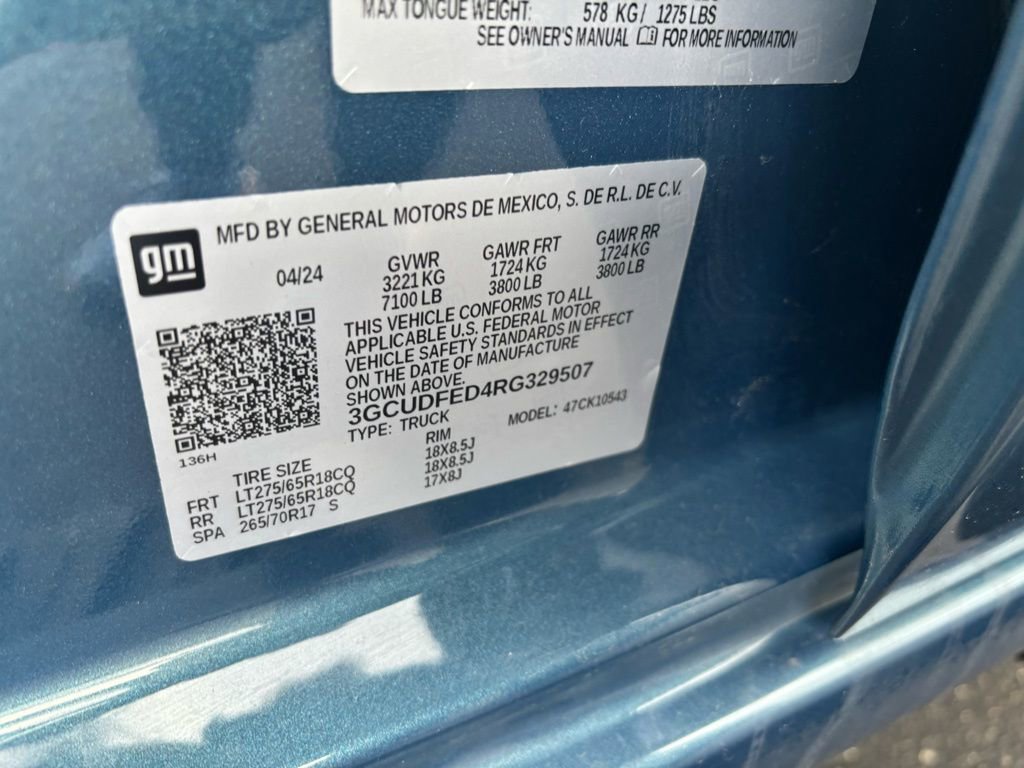 MAX TONGUE WEIGHT: 578 KG/ 1275 LBS
SEE OWNER'S MANUAL FOR MORE INFORMATION
gm
MFD BY GENERAL MOTORS DE MEXICO, S. DE R.L. DE C.V.
04/24
GVWR
3221 KG
7100 LB
GAWR FRT
1724 KG
3800 LB
GAWR RR
1724 KG
3800 LB
THIS VEHICLE CONFORMS TO ALL
APPLICABLE U.S. FEDERAL MOTOR
VEHICLE SAFETY STANDARDS IN EFFECT
ON THE DATE OF MANUFACTURE
SHOWN ABOVE.
3GCUDFED4RG329507
TYPE: TRUCK MODEL: 47CK10543
136H
TIRE SIZE RIM
FRT LT275/65R18CQ 18X8.5J
RR LT275/65R18CQ 18X8.5J
SPA 265/70R17 S 17X8J